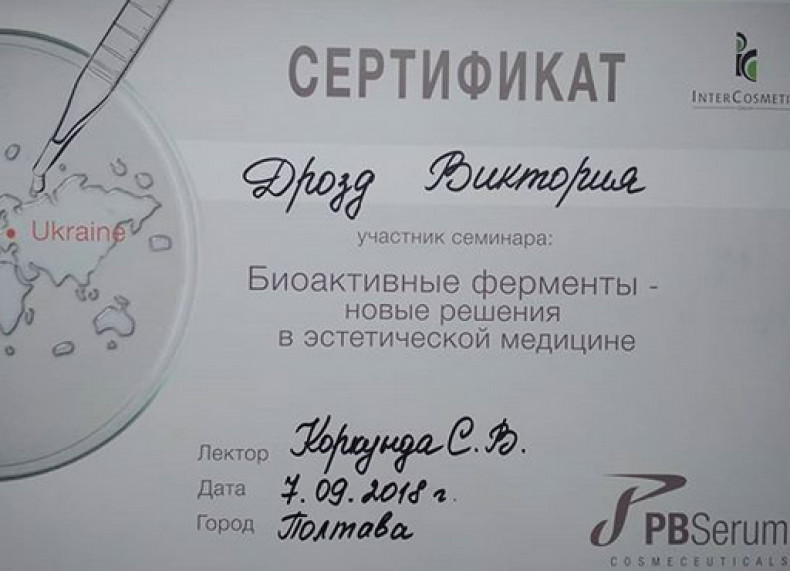 СЕРТИФИКАТ
INTERCOSMETI
Дрозд Виктория
участник семинара:
Ukraine
Биоактивные ферменты -
новые решения
в эстетической медицине
Лектор Коркунда С. В.
Дата 7.09.2018 г.
Город Полтава
PBSerum
COSMECEUTICALS